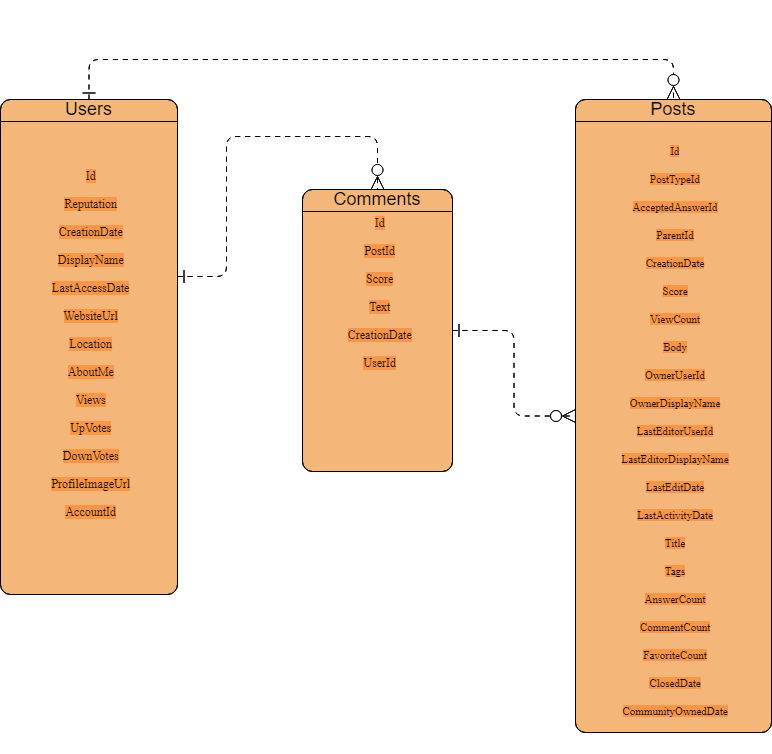 Users
Id
Reputation
CreationDate
DisplayName
LastAccessDate
WebsiteUrl
Location
AboutMe
Views
UpVotes
DownVotes
ProfileImageUrl
AccountId
Comments
Id
PostId
Score
Text
CreationDate
UserId
Posts
Id
PostTypeId
AcceptedAnswerId
ParentId
CreationDate
Score
ViewCount
Body
OwnerUserId
OwnerDisplayName
LastEditorUserId
LastEditorDisplayName
LastEditDate
LastActivityDate
Title
Tags
AnswerCount
CommentCount
FavoriteCount
ClosedDate
CommunityOwnedDate